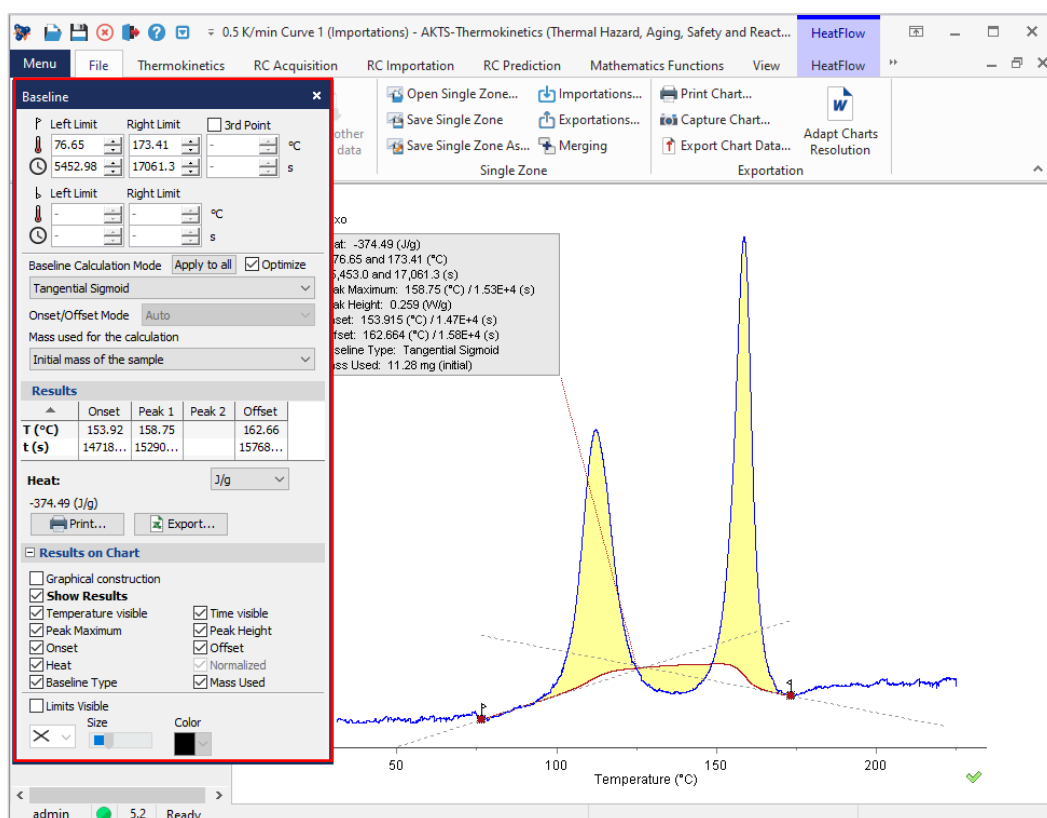 0.5 K/min Curve 1 (Importations) - AKTS-Thermokinetics (Thermal Hazard, Aging, Safety and React... HeatFlow
Menu File Thermokinetics RC Acquisition RC Importation RC Prediction Mathematics Functions View HeatFlow
Baseline
Left Limit Right Limit 3rd Point
76.65 173.41 - °C
5452.98 17061.3 - s
Left Limit Right Limit
- - °C
- - s
Baseline Calculation Mode Apply to all Optimize
Tangential Sigmoid
Onset/Offset Mode Auto
Mass used for the calculation
Initial mass of the sample
Results
Onset Peak 1 Peak 2 Offset
T (°C) 153.92 158.75 162.66
t (s) 14718... 15290... 15768...
Heat: J/g
-374.49 (J/g)
Print... Export...
Results on Chart
Graphical construction
Show Results
Temperature visible Time visible
Peak Maximum Peak Height
Onset Offset
Heat Normalized
Baseline Type Mass Used
Limits Visible
Size Color
other
data
Open Single Zone... Importations...
Save Single Zone Exportations...
Save Single Zone As... Merging
Single Zone
Print Chart...
Capture Chart...
Export Chart Data...
Adapt Charts
Resolution
Exportation
xo
at: -374.49 (J/g)
76.65 and 173.41 (°C)
5,453.0 and 17,061.3 (s)
ak Maximum: 158.75 (°C) / 1.53E+4 (s)
ak Height: 0.259 (W/g)
set: 153.915 (°C) / 1.47E+4 (s)
fset: 162.664 (°C) / 1.58E+4 (s)
seline Type: Tangential Sigmoid
ss Used: 11.28 mg (initial)
50 100 150 200
Temperature (°C)
admin 5.2 Ready